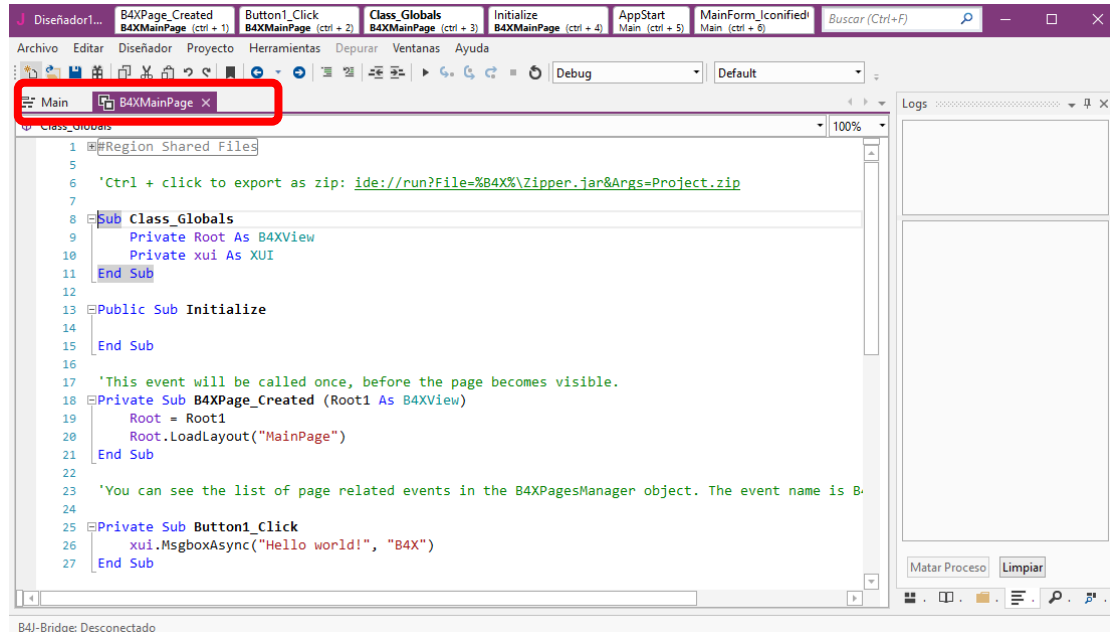 J Diseñador1... B4XPage_Created Button1_Click Class_Globals Initialize AppStart MainForm_Iconified Buscar (Ctrl+F)
B4XMainPage (ctrl + 1) B4XMainPage (ctrl + 2) B4XMainPage (ctrl + 3) B4XMainPage (ctrl + 4) Main (ctrl + 5) Main (ctrl + 6)
Archivo Editar Diseñador Proyecto Herramientas Depurar Ventanas Ayuda
Debug Default
Main B4XMainPage Logs
Class_Globals 100%
1 #Region Shared Files
5
6 'Ctrl + click to export as zip: ide://run?File=%B4X%\Zipper.jar&Args=Project.zip
7
8 Sub Class_Globals
9 Private Root As B4XView
10 Private xui As XUI
11 End Sub
12
13 Public Sub Initialize
14
15 End Sub
16
17 'This event will be called once, before the page becomes visible.
18 Private Sub B4XPage_Created (Root1 As B4XView)
19 Root = Root1
20 Root.LoadLayout("MainPage")
21 End Sub
22
23 'You can see the list of page related events in the B4XPagesManager object. The event name is B4
24
25 Private Sub Button1_Click
26 xui.MsgboxAsync("Hello world!", "B4X")
27 End Sub
Matar Proceso Limpiar
B4J-Bridge: Desconectado